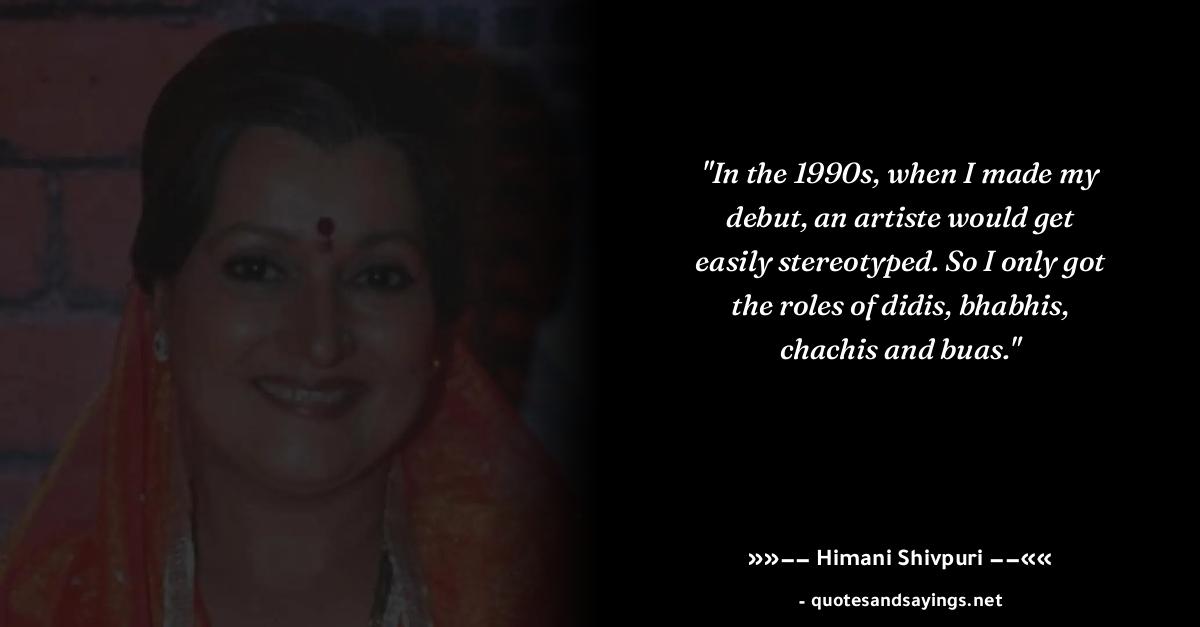 "In the 1990s, when I made my
debut, an artiste would get
easily stereotyped. So I only got
the roles of didis, bhabhis,
chachis and buas."
»»−− Himani Shivpuri −−««
- quotesandsayings.net